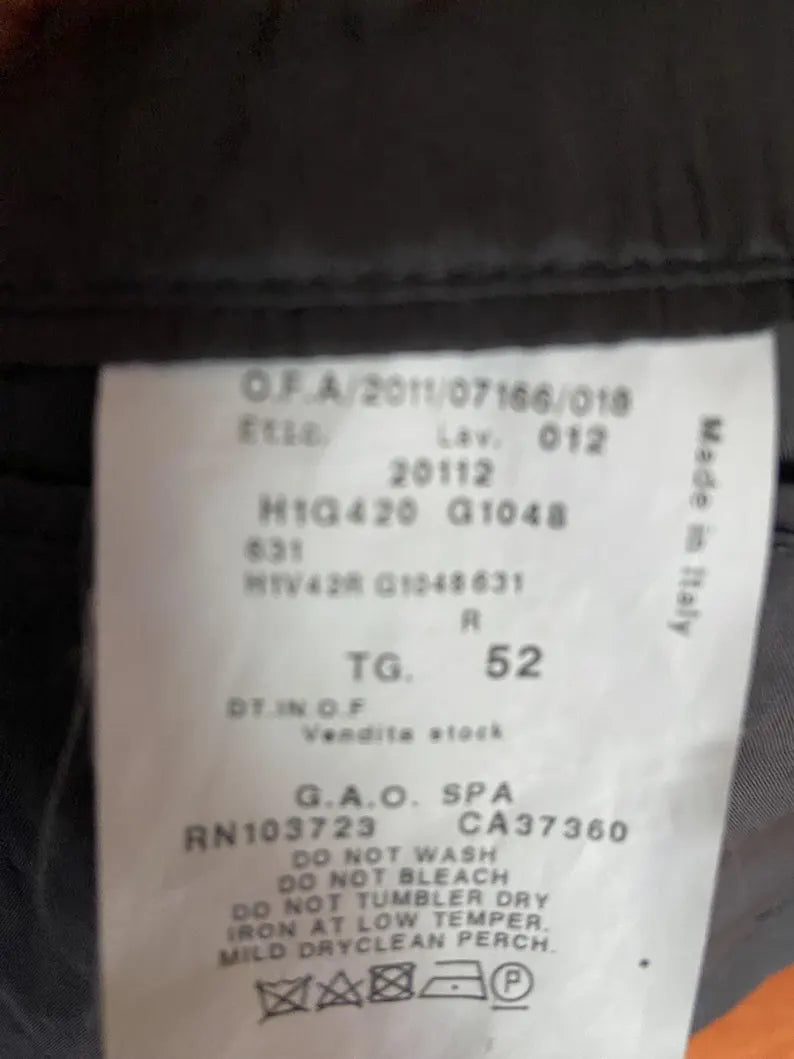 O.F.A/2011/07166/018
Etic. Lav. 012
20112
H1G420 G1048
631
H1V42R G1048631
R
TG. 52
DT.IN O.F
Vendita stock
G.A.O. SPA
RN103723 CA37360
DO NOT WASH
DO NOT BLEACH
DO NOT TUMBLER DRY
IRON AT LOW TEMPER.
MILD DRYCLEAN PERCH.
P
Made in Italy